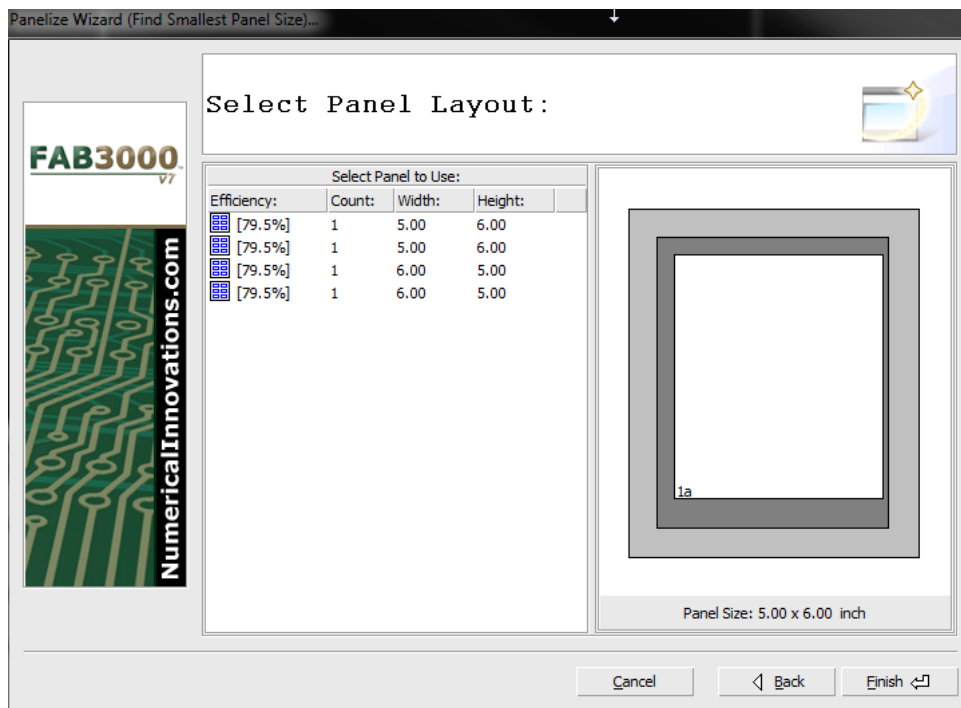 Panelize Wizard (Find Smallest Panel Size)...
Select Panel Layout:
FAB3000
V7
NumericalInnovations.com
Select Panel to Use:
Efficiency: Count: Width: Height:
[79.5%] 1 5.00 6.00
[79.5%] 1 5.00 6.00
[79.5%] 1 6.00 5.00
[79.5%] 1 6.00 5.00
1a
Panel Size: 5.00 x 6.00 inch
Cancel Back Finish